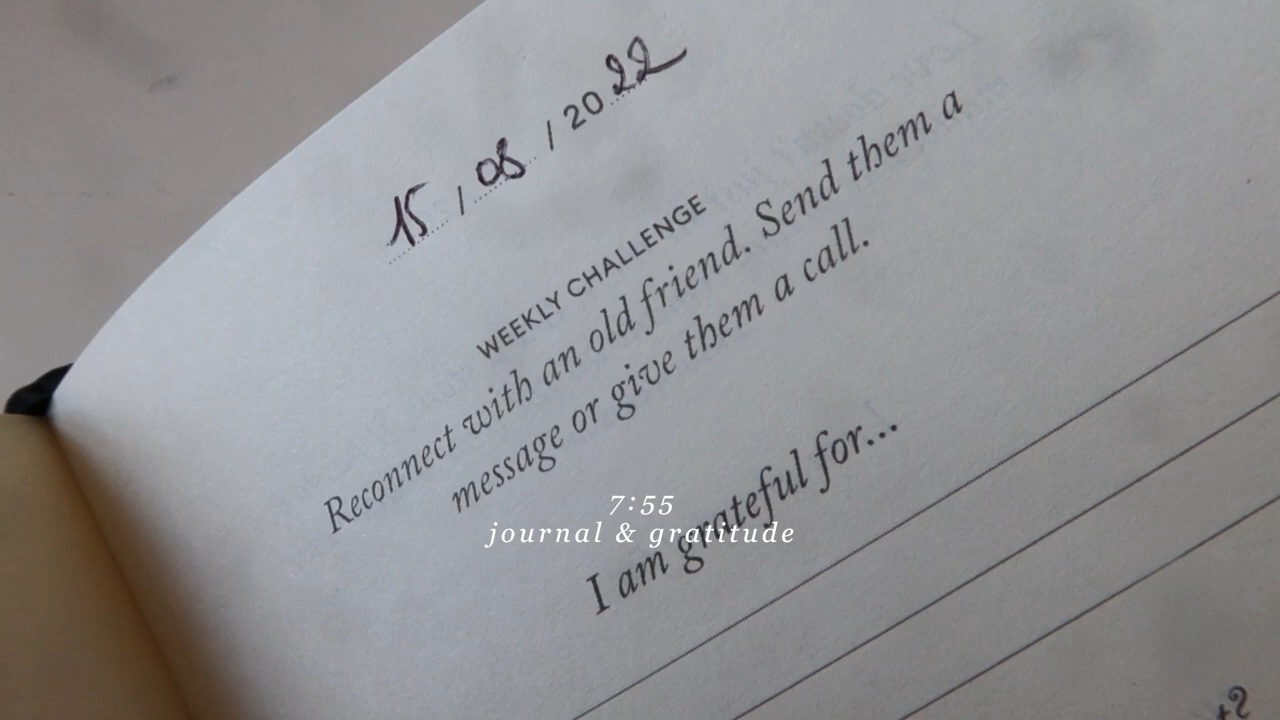 15 / 08 / 2022
WEEKLY CHALLENGE
Reconnect with an old friend. Send them a
message or give them a call.
I am grateful for...
7:55
journal & gratitude